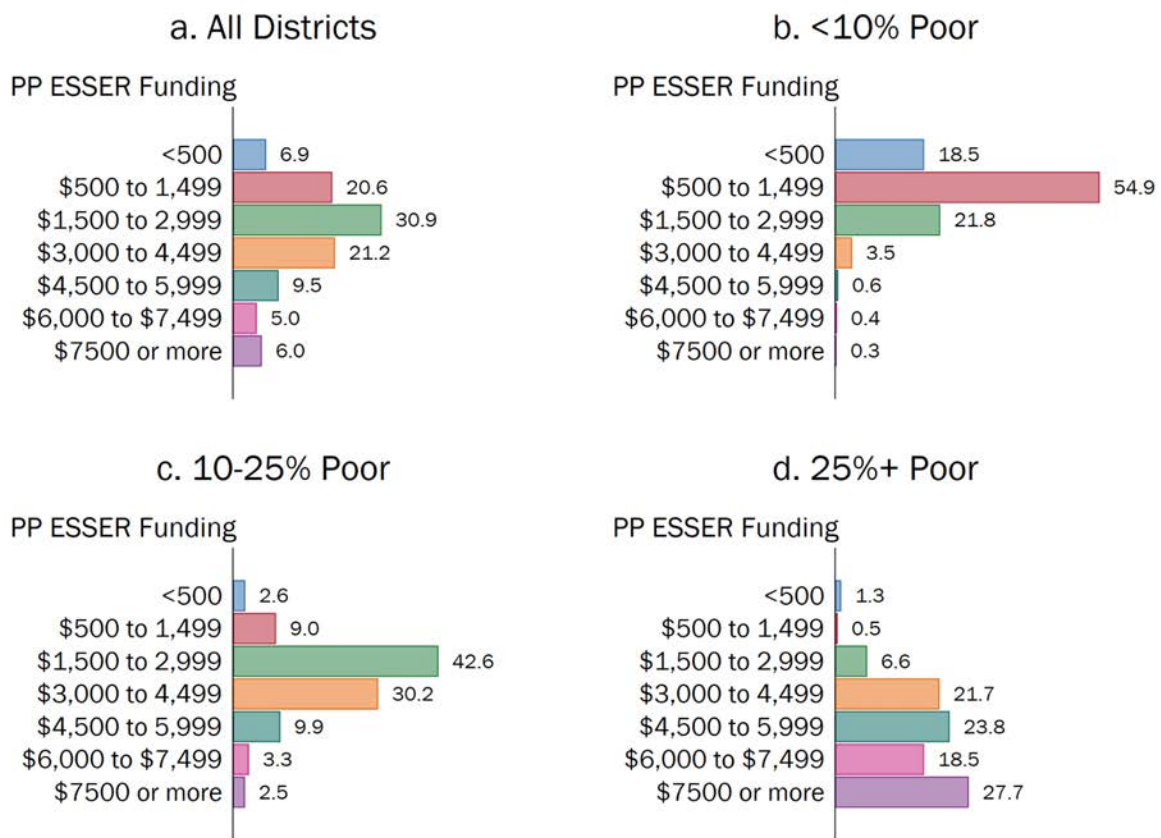 a. All Districts
PP ESSER Funding
<500 6.9
$500 to 1,499 20.6
$1,500 to 2,999 30.9
$3,000 to 4,499 21.2
$4,500 to 5,999 9.5
$6,000 to $7,499 5.0
$7500 or more 6.0
b. <10% Poor
PP ESSER Funding
<500 18.5
$500 to 1,499 54.9
$1,500 to 2,999 21.8
$3,000 to 4,499 3.5
$4,500 to 5,999 0.6
$6,000 to $7,499 0.4
$7500 or more 0.3
c. 10-25% Poor
PP ESSER Funding
<500 2.6
$500 to 1,499 9.0
$1,500 to 2,999 42.6
$3,000 to 4,499 30.2
$4,500 to 5,999 9.9
$6,000 to $7,499 3.3
$7500 or more 2.5
d. 25%+ Poor
PP ESSER Funding
<500 1.3
$500 to 1,499 0.5
$1,500 to 2,999 6.6
$3,000 to 4,499 21.7
$4,500 to 5,999 23.8
$6,000 to $7,499 18.5
$7500 or more 27.7